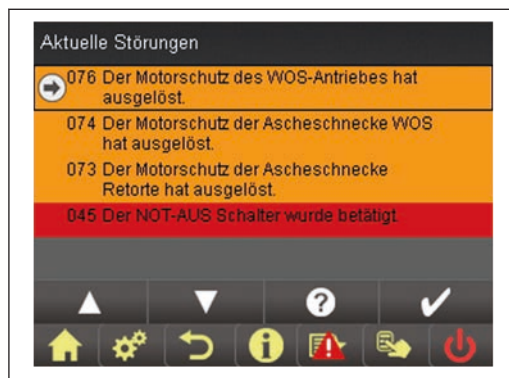 Aktuelle Störungen
076 Der Motorschutz des WOS-Antriebes hat
ausgelöst.
074 Der Motorschutz der Ascheschnecke WOS
hat ausgelöst.
073 Der Motorschutz der Ascheschnecke
Retorte hat ausgelöst.
045 Der NOT-AUS Schalter wurde betätigt.